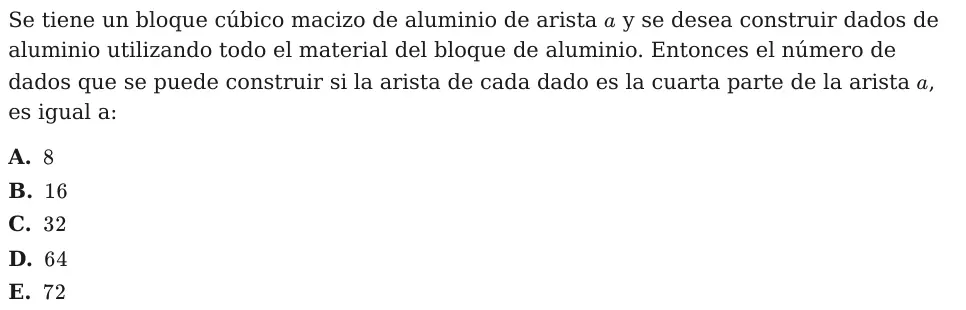 Se tiene un bloque cúbico macizo de aluminio de arista a y se desea construir dados de
aluminio utilizando todo el material del bloque de aluminio. Entonces el número de
dados que se puede construir si la arista de cada dado es la cuarta parte de la arista a,
es igual a:
A. 8
B. 16
C. 32
D. 64
E. 72